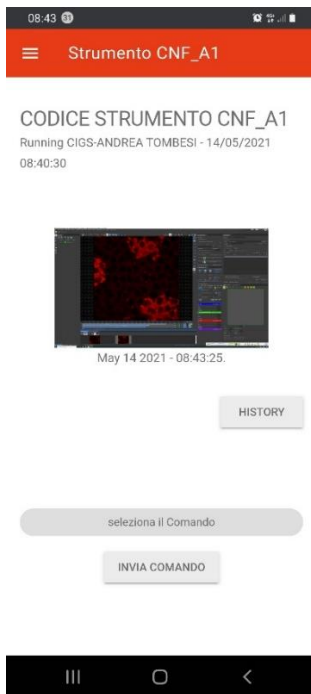 08:43 31
Strumento CNF_A1
CODICE STRUMENTO CNF_A1
Running CIGS-ANDREA TOMBESI - 14/05/2021
08:40:30
May 14 2021 - 08:43:25.
HISTORY
seleziona il Comando
INVIA COMANDO